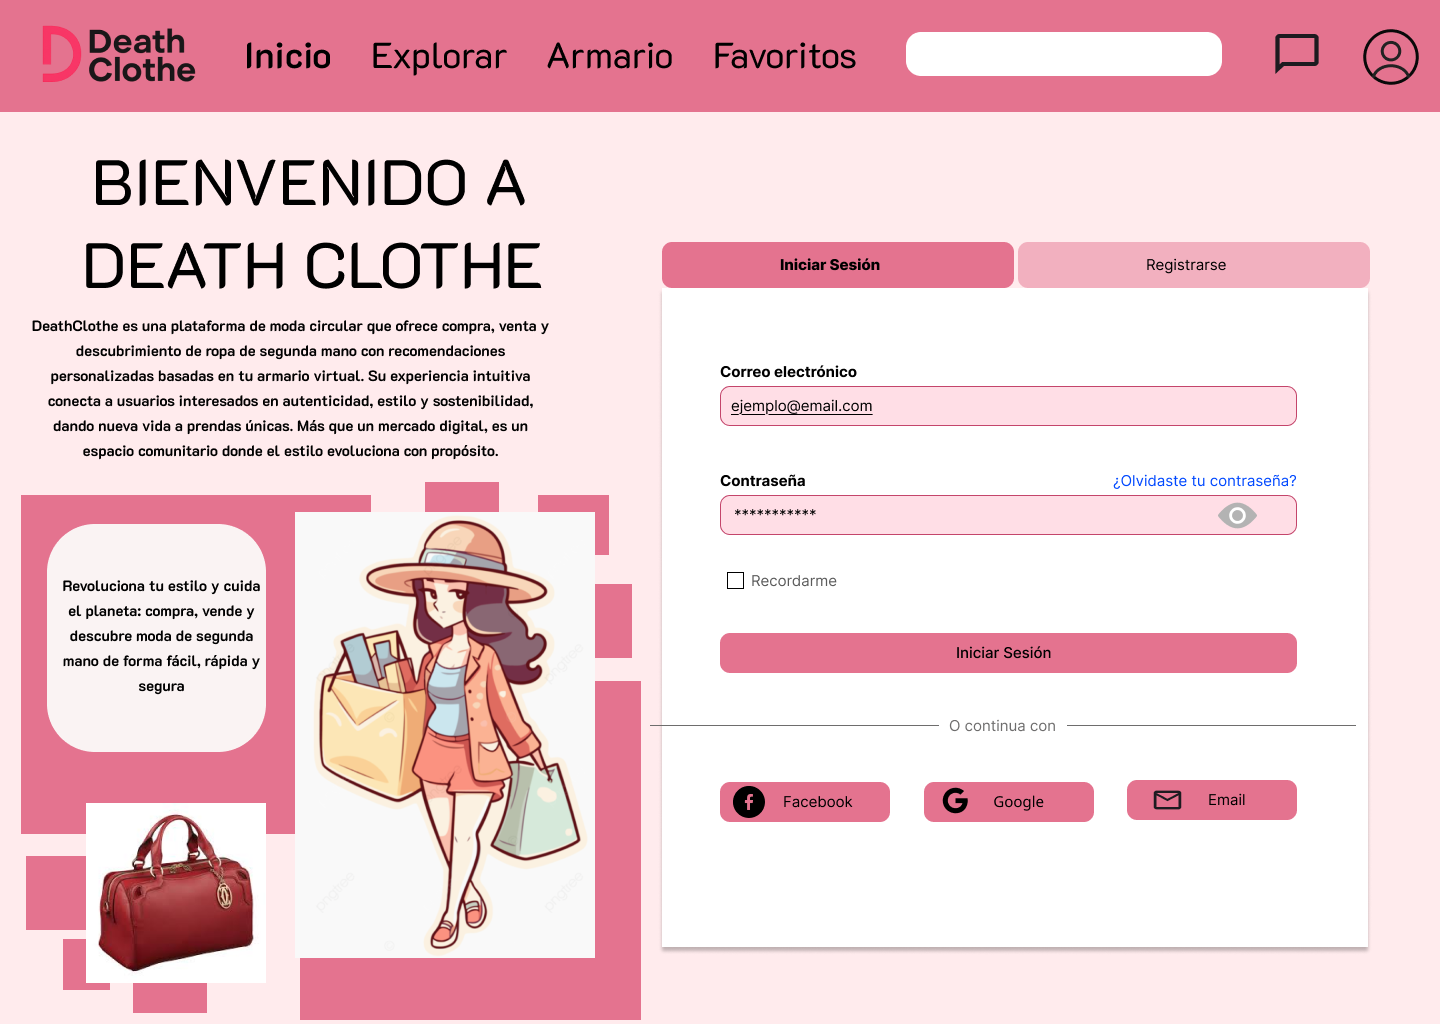 Death
Clothe
Inicio
Explorar
Armario
Favoritos
BIENVENIDO A
DEATH CLOTHE
DeathClothe es una plataforma de moda circular que ofrece compra, venta y
descubrimiento de ropa de segunda mano con recomendaciones
personalizadas basadas en tu armario virtual. Su experiencia intuitiva
conecta a usuarios interesados en autenticidad, estilo y sostenibilidad,
dando nueva vida a prendas únicas. Más que un mercado digital, es un
espacio comunitario donde el estilo evoluciona con propósito.
Revoluciona tu estilo y cuida
el planeta: compra, vende y
descubre moda de segunda
mano de forma fácil, rápida y
segura
pngtree
pngtree
pngtree
Iniciar Sesión
Registrarse
Correo electrónico
ejemplo@email.com
Contraseña
¿Olvidaste tu contraseña?
***********
Recordarme
Iniciar Sesión
O continua con
Facebook
Google
Email